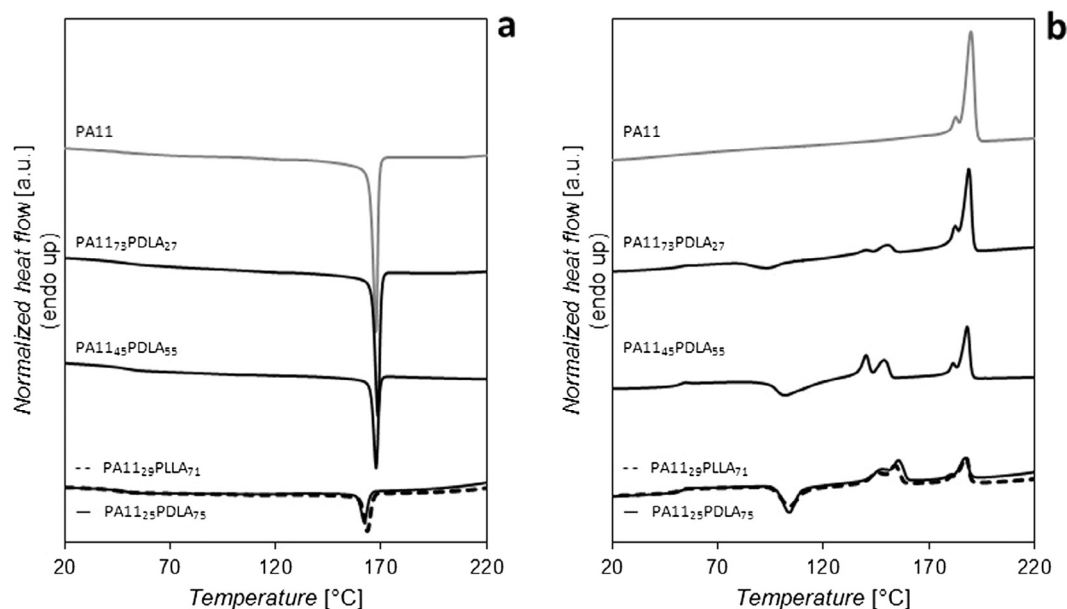 a
Normalized heat flow [a.u.]
(endo up)
PA11
PA11₇₃PDLA₂₇
PA11₄₅PDLA₅₅
PA11₂₉PLLA₇₁
PA11₂₅PDLA₇₅
20 70 120 170 220
Temperature [°C]
b
Normalized heat flow [a.u.]
(endo up)
PA11
PA11₇₃PDLA₂₇
PA11₄₅PDLA₅₅
PA11₂₉PLLA₇₁
PA11₂₅PDLA₇₅
20 70 120 170 220
Temperature [°C]